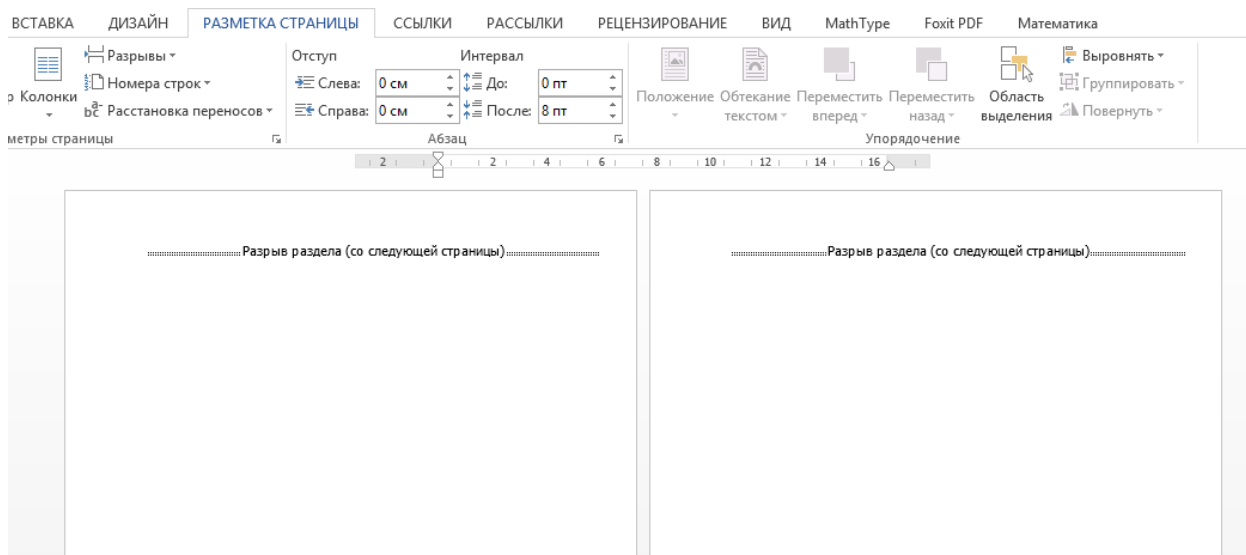 ВСТАВКА ДИЗАЙН РАЗМЕТКА СТРАНИЦЫ ССЫЛКИ РАССЫЛКИ РЕЦЕНЗИРОВАНИЕ ВИД MathType Foxit PDF Математика
Разрывы Отступ Интервал Выровнять
Номера строк Слева: 0 см До: 0 пт Группировать
р Колонки Положение Обтекание Переместить Переместить Область
Расстановка переносов Справа: 0 см После: 8 пт текстом вперед назад выделения Повернуть
метры страницы Абзац Упорядочение
2 2 4 6 8 10 12 14 16
Разрыв раздела (со следующей страницы) Разрыв раздела (со следующей страницы)